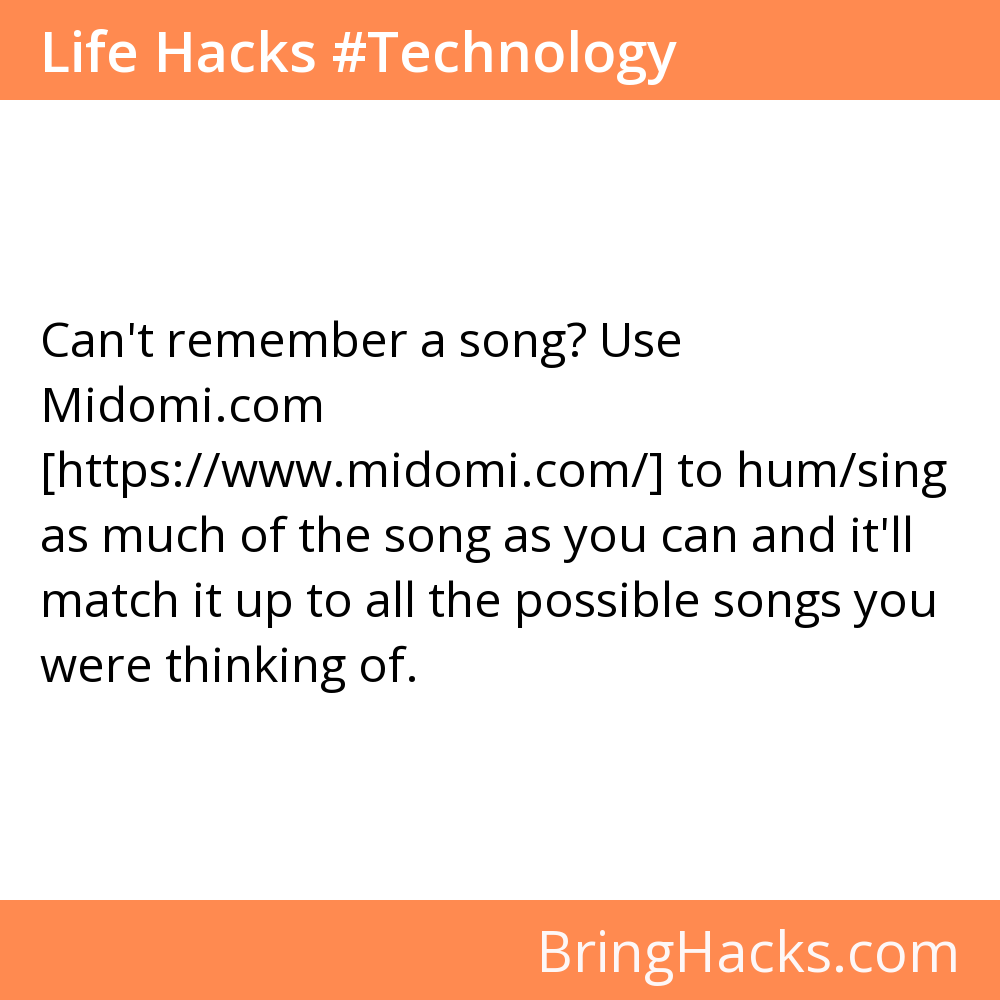 Life Hacks #Technology
Can't remember a song? Use
Midomi.com
[https://www.midomi.com/] to hum/sing
as much of the song as you can and it'll
match it up to all the possible songs you
were thinking of.
BringHacks.com